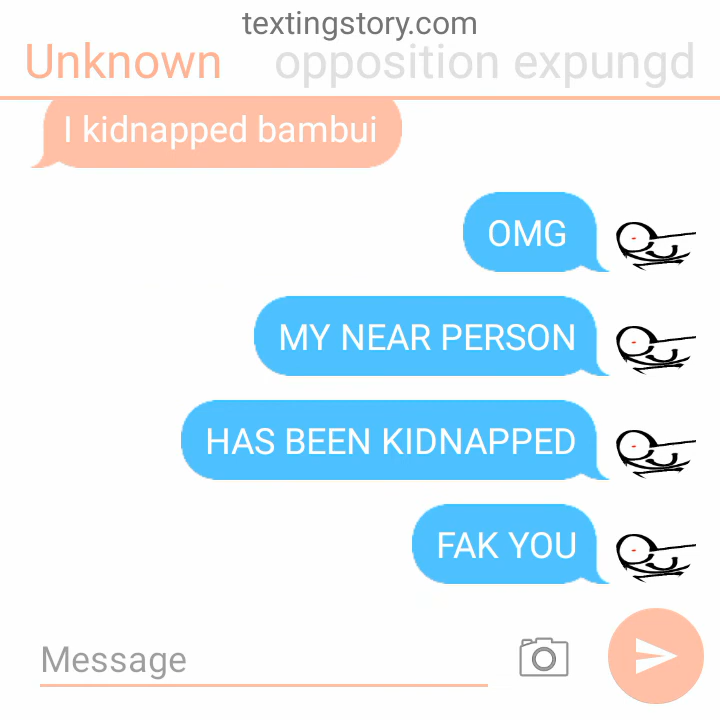 textingstory.com
Unknown opposition expungd
I kidnapped bambui
OMG
MY NEAR PERSON
HAS BEEN KIDNAPPED
FAK YOU
Message